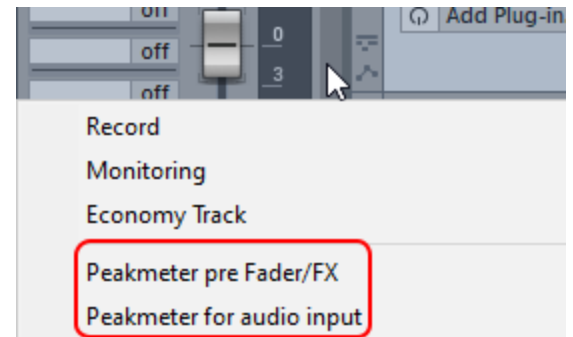 off
Add Plug-in
0
off
3
off
Record
Monitoring
Economy Track
Peakmeter pre Fader/FX
Peakmeter for audio input